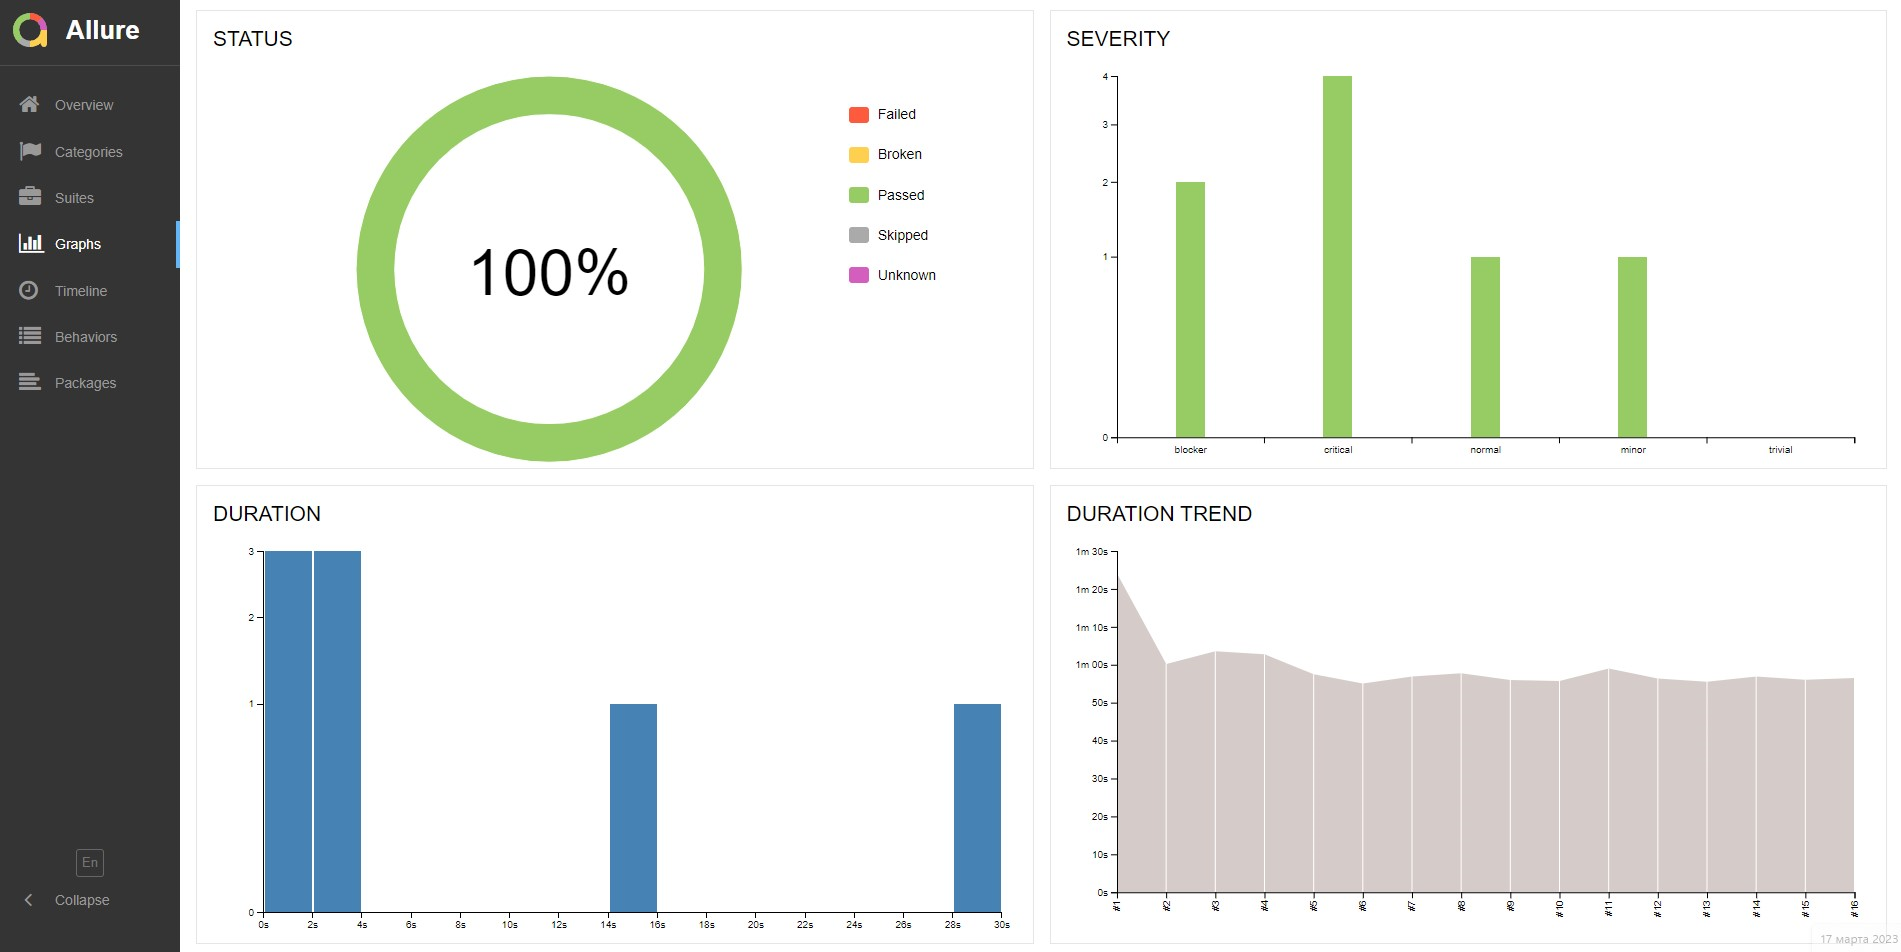 Allure
Overview
Categories
Suites
Graphs
Timeline
Behaviors
Packages
En
Collapse
STATUS
100%
Failed
Broken
Passed
Skipped
Unknown
SEVERITY
4
3
2
1
0
blocker critical normal minor trivial
DURATION
3
2
1
0
0s 2s 4s 6s 8s 10s 12s 14s 16s 18s 20s 22s 24s 26s 28s 30s
DURATION TREND
1m 30s
1m 20s
1m 10s
1m 00s
50s
40s
30s
20s
10s
0s
#1 #2 #3 #4 #5 #6 #7 #8 #9 #10 #11 #12 #13 #14 #15 #16
17 марта 2023